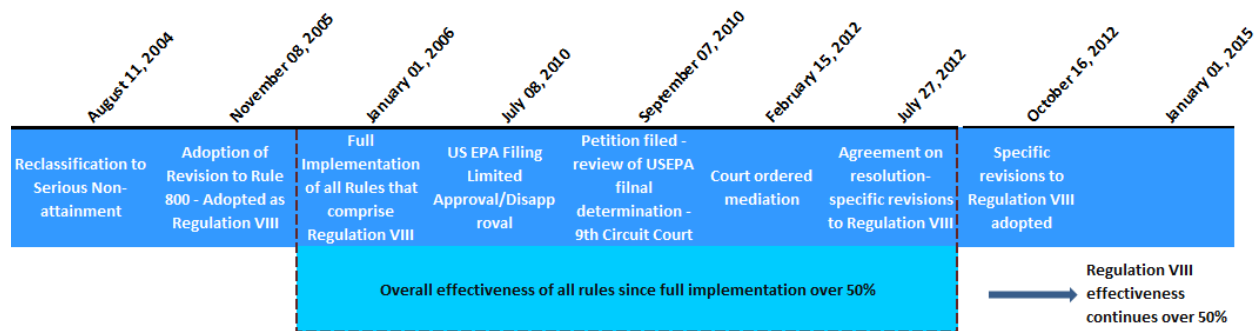 August 11, 2004
November 08, 2005
January 01, 2006
July 08, 2010
September 07, 2010
February 15, 2012
July 27, 2012
October 16, 2012
January 01, 2015
Reclassification to
Serious Non-
attainment
Adoption of
Revision to Rule
800 - Adopted as
Regulation VIII
Full
Implementation
of all Rules that
comprise
Regulation VIII
US EPA Filing
Limited
Approval/Disapp
roval
Petition filed -
review of USEPA
filnal
determination -
9th Circuit Court
Court ordered
mediation
Agreement on
resolution-
specific revisions
to Regulation VIII
Specific
revisions to
Regulation VIII
adopted
Overall effectiveness of all rules since full implementation over 50%
Regulation VIII
effectiveness
continues over 50%